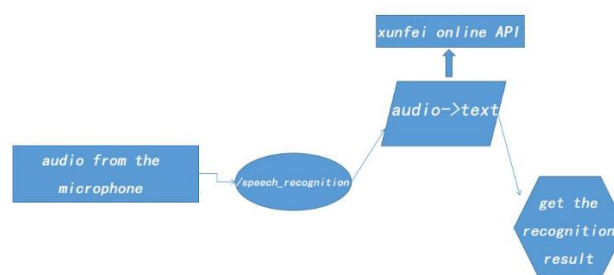 xunfei online API
audio->text
audio from the
microphone
/speech_recognition
get the
recognition
result